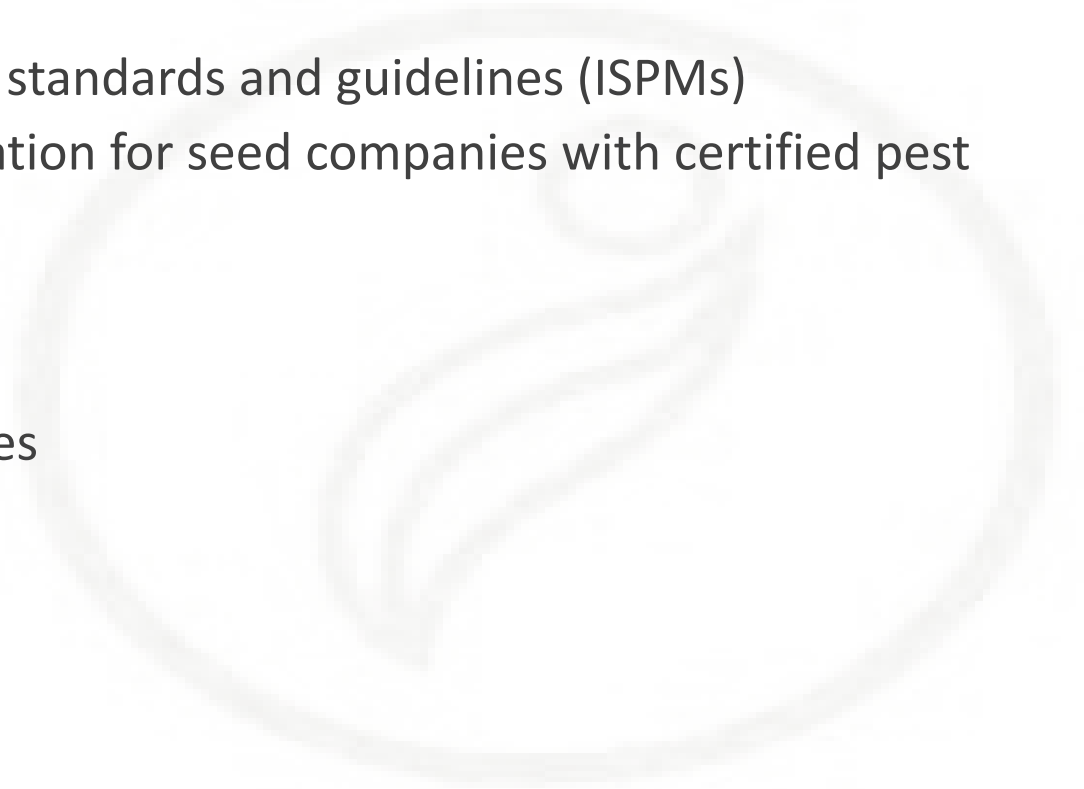 standards and guidelines (ISPMs)
ation for seed companies with certified pest
es